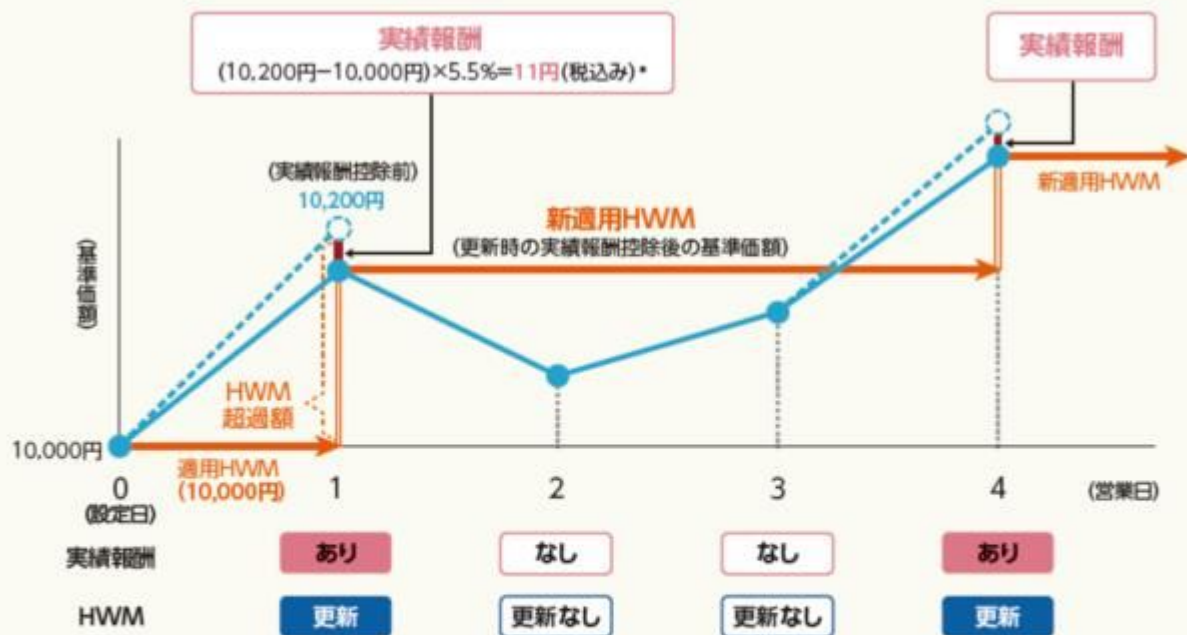 実績報酬
(10,200円−10,000円)×5.5%=11円(税込み)*
実績報酬
(実績報酬控除前)
10,200円
新適用HWM
(更新時の実績報酬控除後の基準価額)
新適用HWM
(基準価額)
HWM
超過額
10,000円
適用HWM
(10,000円)
0 1 2 3 4 (営業日)
(設定日)
実績報酬 あり なし なし あり
HWM 更新 更新なし 更新なし 更新